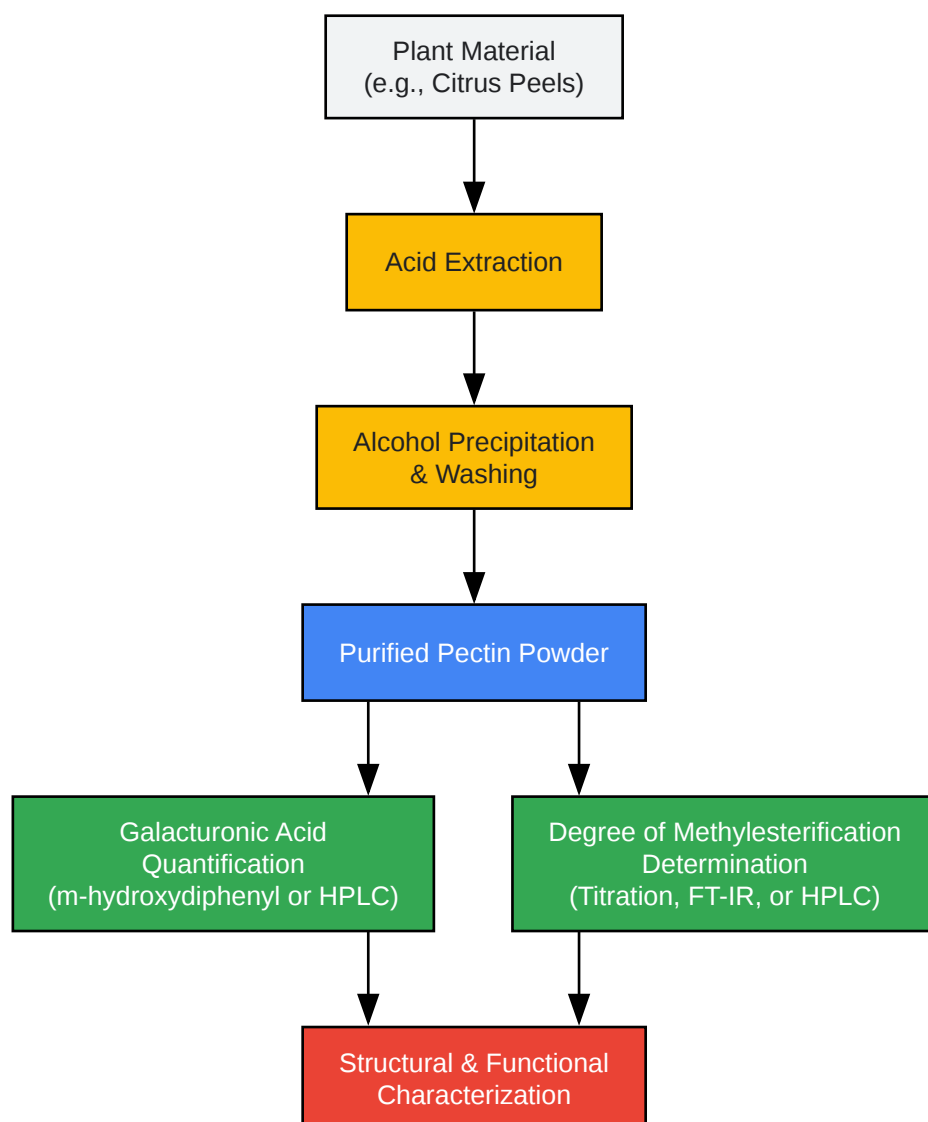 Plant Material
(e.g., Citrus Peels)
Acid Extraction
Alcohol Precipitation
& Washing
Purified Pectin Powder
Galacturonic Acid
Quantification
(m-hydroxydiphenyl or HPLC)
Degree of Methylesterification
Determination
(Titration, FT-IR, or HPLC)
Structural & Functional
Characterization